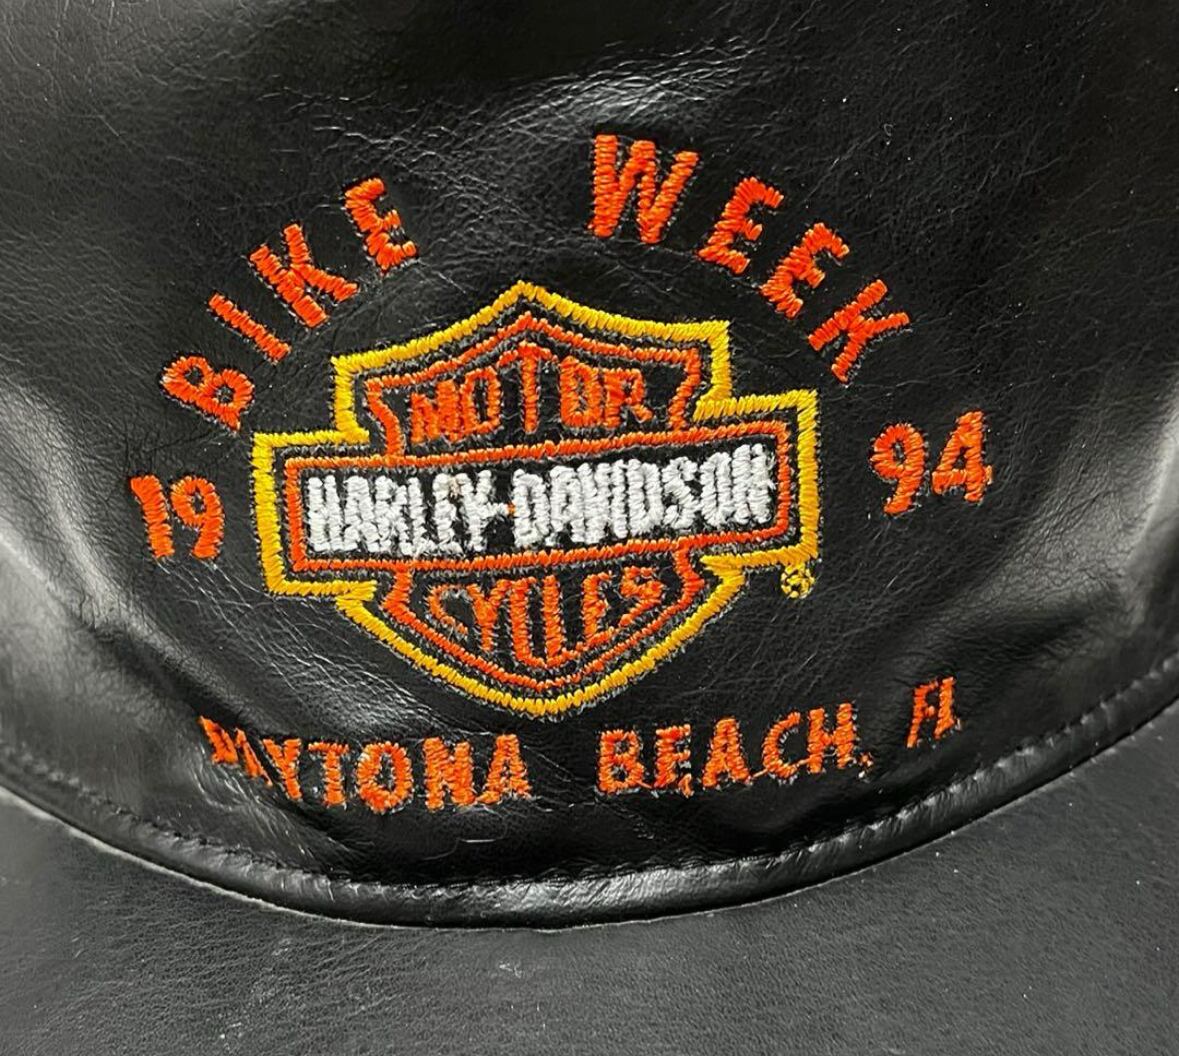 BIKE WEEK
19 94
MOTOR
HARLEY-DAVIDSON
CYCLES
®
DAYTONA BEACH, FL